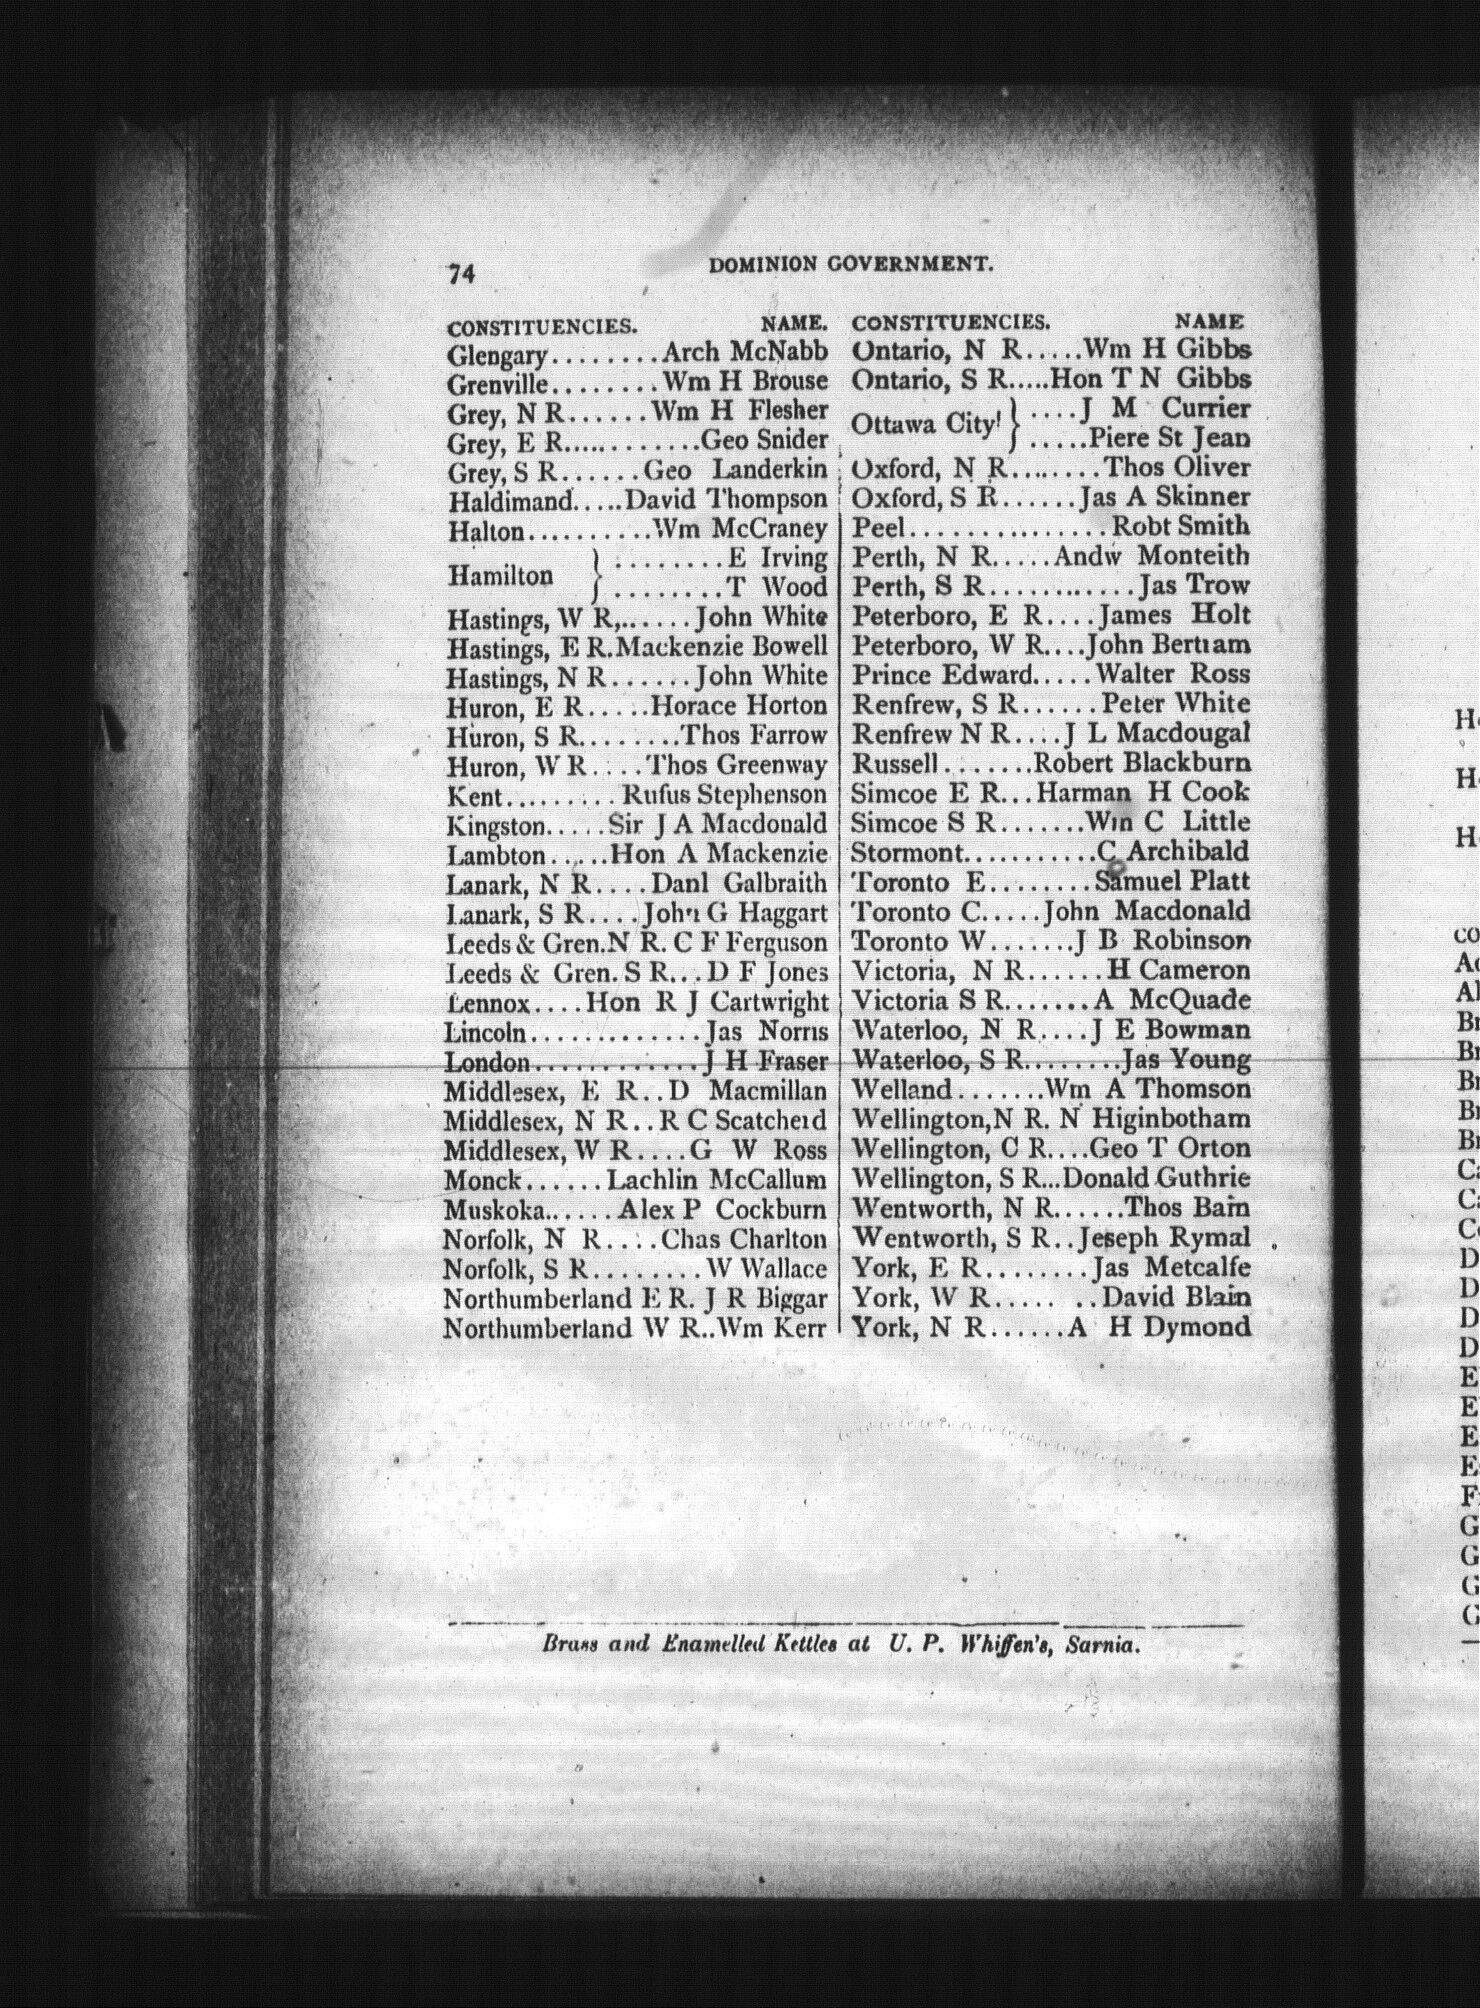 74
DOMINION GOVERNMENT.
CONSTITUENCIES. NAME.
Glengary........Arch McNabb
Grenville........Wm H Brouse
Grey, N R......Wm H Flesher
Grey, E R...........Geo Snider
Grey, S R......Geo Landerkin
Haldimand.....David Thompson
Halton..........Wm McCraney
Hamilton } ........E Irving
........T Wood
Hastings, W R,......John White
Hastings, E R.Mackenzie Bowell
Hastings, N R......John White
Huron, E R.....Horace Horton
Huron, S R........Thos Farrow
Huron, W R....Thos Greenway
Kent.........Rufus Stephenson
Kingston.....Sir J A Macdonald
Lambton.....Hon A Mackenzie
Lanark, N R....Danl Galbraith
Lanark, S R....John G Haggart
Leeds & Gren.N R. C F Ferguson
Leeds & Gren. S R...D F Jones
Lennox....Hon R J Cartwright
Lincoln.............Jas Norris
London............J H Fraser
Middlesex, E R..D Macmillan
Middlesex, N R..R C Scatcherd
Middlesex, W R....G W Ross
Monck......Lachlin McCallum
Muskoka......Alex P Cockburn
Norfolk, N R....Chas Charlton
Norfolk, S R........W Wallace
Northumberland E R. J R Biggar
Northumberland W R..Wm Kerr
CONSTITUENCIES. NAME
Ontario, N R.....Wm H Gibbs
Ontario, S R.....Hon T N Gibbs
Ottawa City } ....J M Currier
.....Piere St Jean
Oxford, N R........Thos Oliver
Oxford, S R......Jas A Skinner
Peel..............Robt Smith
Perth, N R.....Andw Monteith
Perth, S R...........Jas Trow
Peterboro, E R....James Holt
Peterboro, W R....John Bertram
Prince Edward.....Walter Ross
Renfrew, S R......Peter White
Renfrew N R....J L Macdougal
Russell.......Robert Blackburn
Simcoe E R...Harman H Cook
Simcoe S R.......Wm C Little
Stormont...........C Archibald
Toronto E........Samuel Platt
Toronto C.....John Macdonald
Toronto W.......J B Robinson
Victoria, N R......H Cameron
Victoria S R.......A McQuade
Waterloo, N R....J E Bowman
Waterloo, S R........Jas Young
Welland.......Wm A Thomson
Wellington,N R. N Higinbotham
Wellington, C R....Geo T Orton
Wellington, S R...Donald Guthrie
Wentworth, N R......Thos Bain
Wentworth, S R..Joseph Rymal
York, E R........Jas Metcalfe
York, W R..... ..David Blain
York, N R......A H Dymond
Brass and Enamelled Kettles at U. P. Whiffen's, Sarnia.